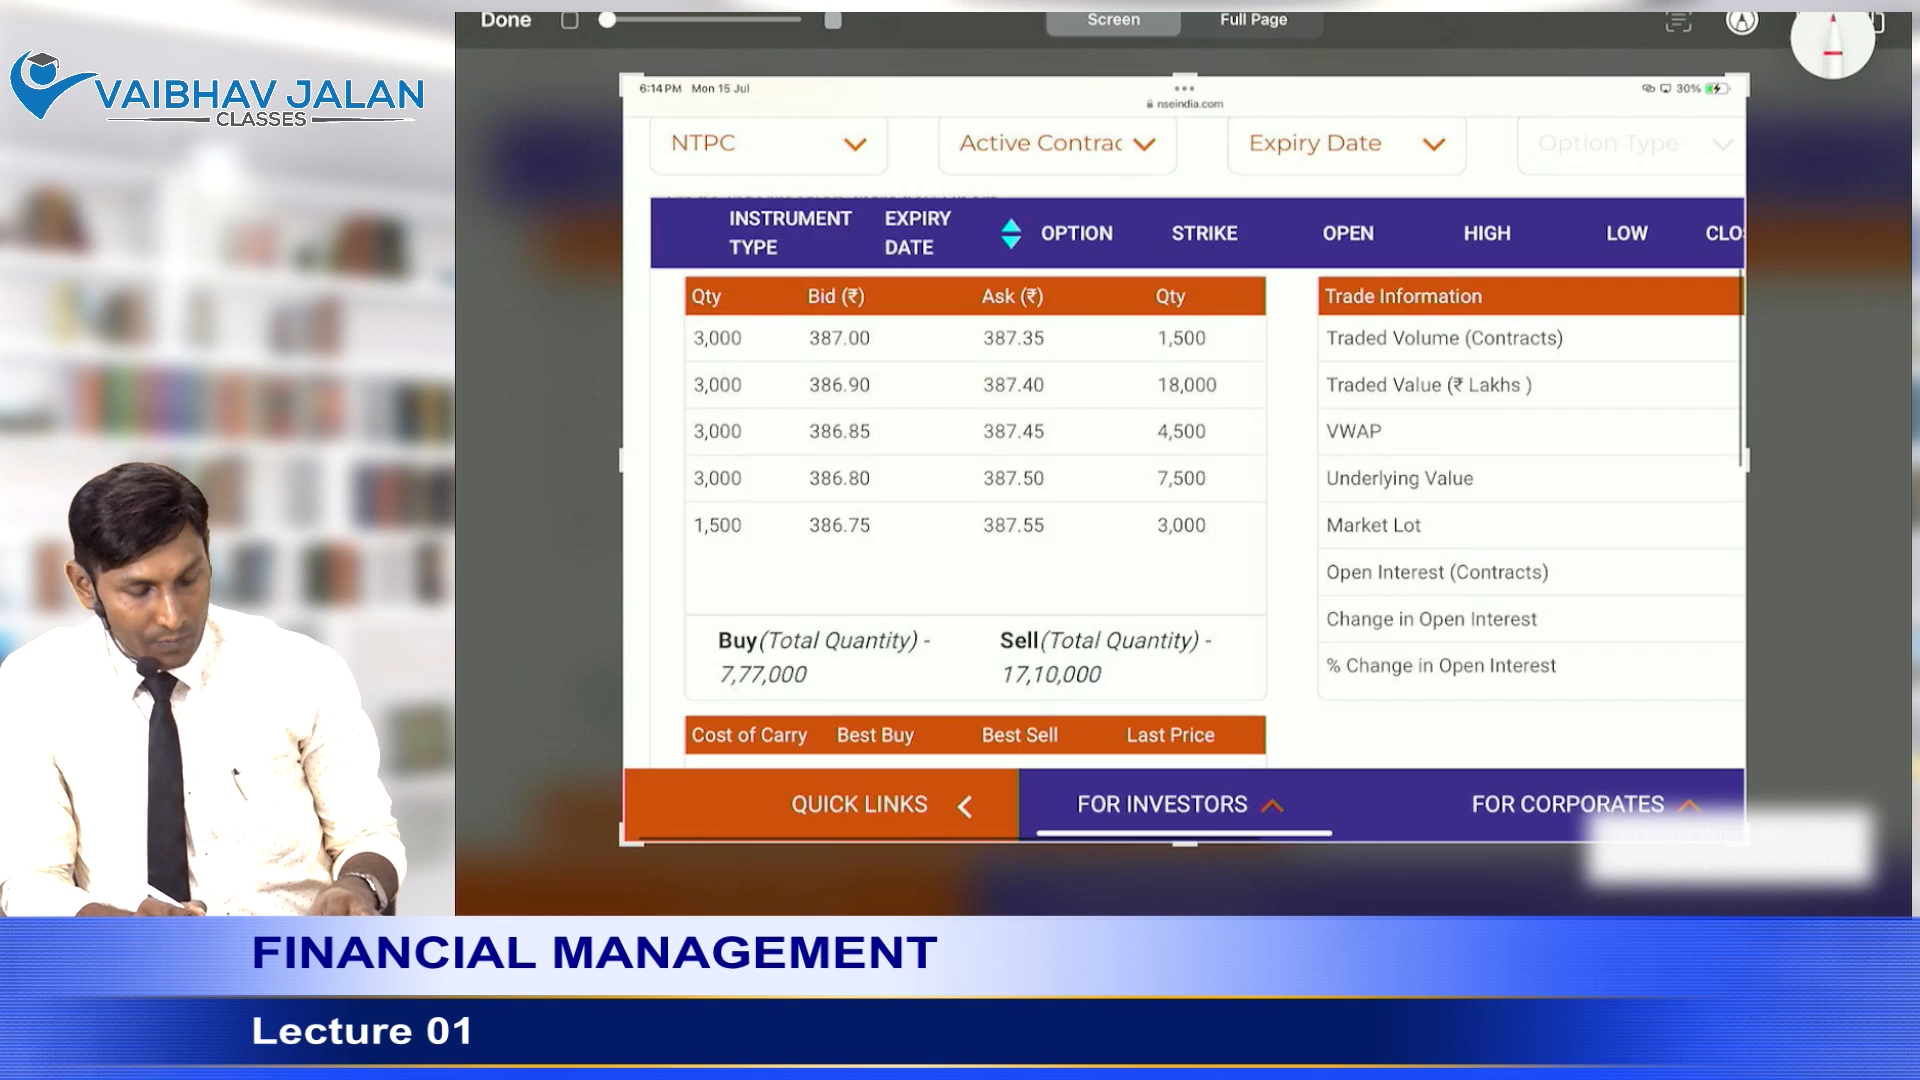 Done
Screen
Full Page
VAIBHAV JALAN
CLASSES
6:14 PM Mon 15 Jul
nseindia.com
30%
NTPC
Active Contrac
Expiry Date
Option Type
INSTRUMENT TYPE EXPIRY DATE OPTION STRIKE OPEN HIGH LOW CLO
Qty Bid (₹) Ask (₹) Qty
3,000 387.00 387.35 1,500
3,000 386.90 387.40 18,000
3,000 386.85 387.45 4,500
3,000 386.80 387.50 7,500
1,500 386.75 387.55 3,000
Buy(Total Quantity) -
7,77,000
Sell(Total Quantity) -
17,10,000
Cost of Carry Best Buy Best Sell Last Price
Trade Information
Traded Volume (Contracts)
Traded Value (₹ Lakhs )
VWAP
Underlying Value
Market Lot
Open Interest (Contracts)
Change in Open Interest
% Change in Open Interest
QUICK LINKS
FOR INVESTORS
FOR CORPORATES
FINANCIAL MANAGEMENT
Lecture 01